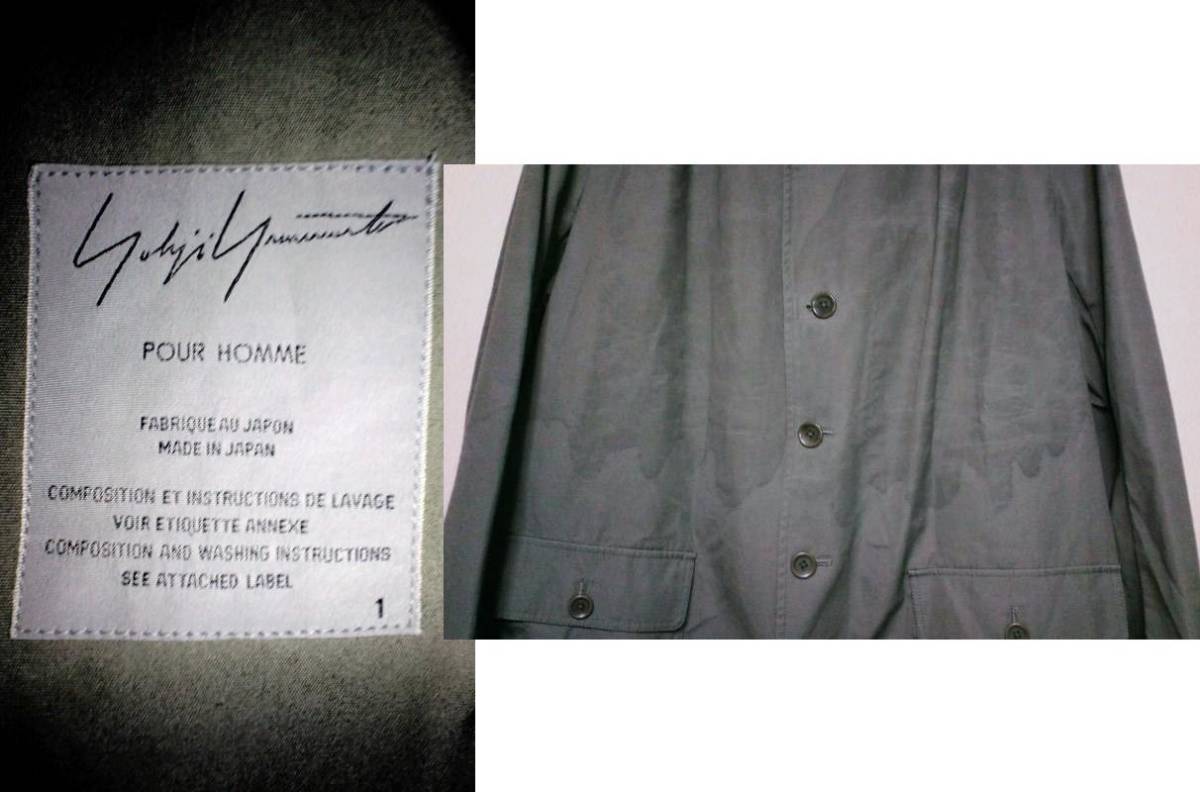 Yohji Yamamoto
POUR HOMME
FABRIQUE AU JAPON
MADE IN JAPAN
COMPOSITION ET INSTRUCTIONS DE LAVAGE
VOIR ETIQUETTE ANNEXE
COMPOSITION AND WASHING INSTRUCTIONS
SEE ATTACHED LABEL
1